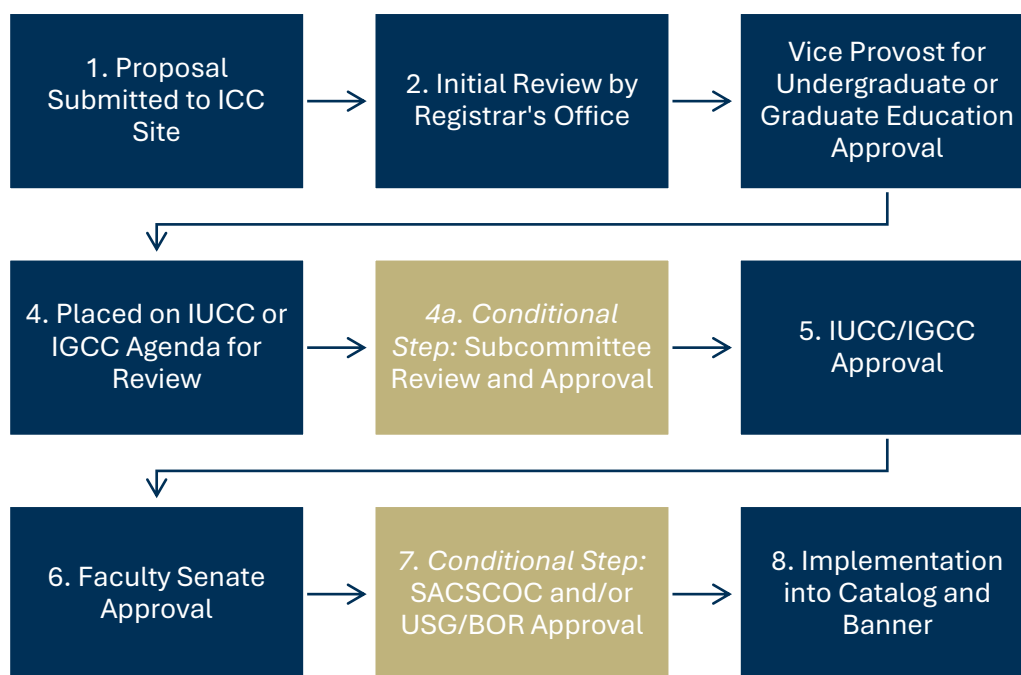 1. Proposal
Submitted to ICC
Site
2. Initial Review by
Registrar's Office
Vice Provost for
Undergraduate or
Graduate Education
Approval
4. Placed on IUCC or
IGCC Agenda for
Review
4a. Conditional
Step: Subcommittee
Review and Approval
5. IUCC/IGCC
Approval
6. Faculty Senate
Approval
7. Conditional Step:
SACSCOC and/or
USG/BOR Approval
8. Implementation
into Catalog and
Banner